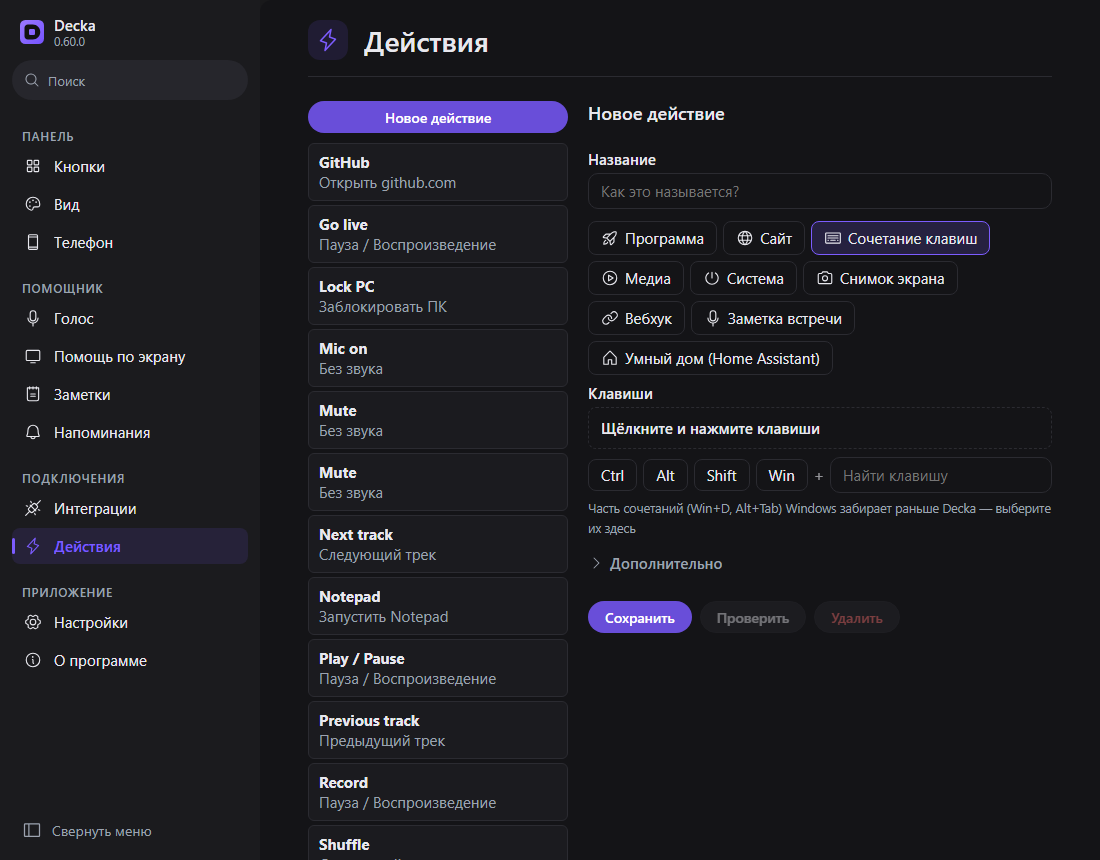 Decka
0.60.0
Поиск
ПАНЕЛЬ
Кнопки
Вид
Телефон
ПОМОЩНИК
Голос
Помощь по экрану
Заметки
Напоминания
ПОДКЛЮЧЕНИЯ
Интеграции
Действия
ПРИЛОЖЕНИЕ
Настройки
О программе
Свернуть меню
Действия
Новое действие
GitHub
Открыть github.com
Go live
Пауза / Воспроизведение
Lock PC
Заблокировать ПК
Mic on
Без звука
Mute
Без звука
Mute
Без звука
Next track
Следующий трек
Notepad
Запустить Notepad
Play / Pause
Пауза / Воспроизведение
Previous track
Предыдущий трек
Record
Пауза / Воспроизведение
Shuffle
Новое действие
Название
Как это называется?
Программа Сайт Сочетание клавиш
Медиа Система Снимок экрана
Вебхук Заметка встречи
Умный дом (Home Assistant)
Клавиши
Щёлкните и нажмите клавиши
Ctrl Alt Shift Win + Найти клавишу
Часть сочетаний (Win+D, Alt+Tab) Windows забирает раньше Decka — выберите
их здесь
Дополнительно
Сохранить Проверить Удалить